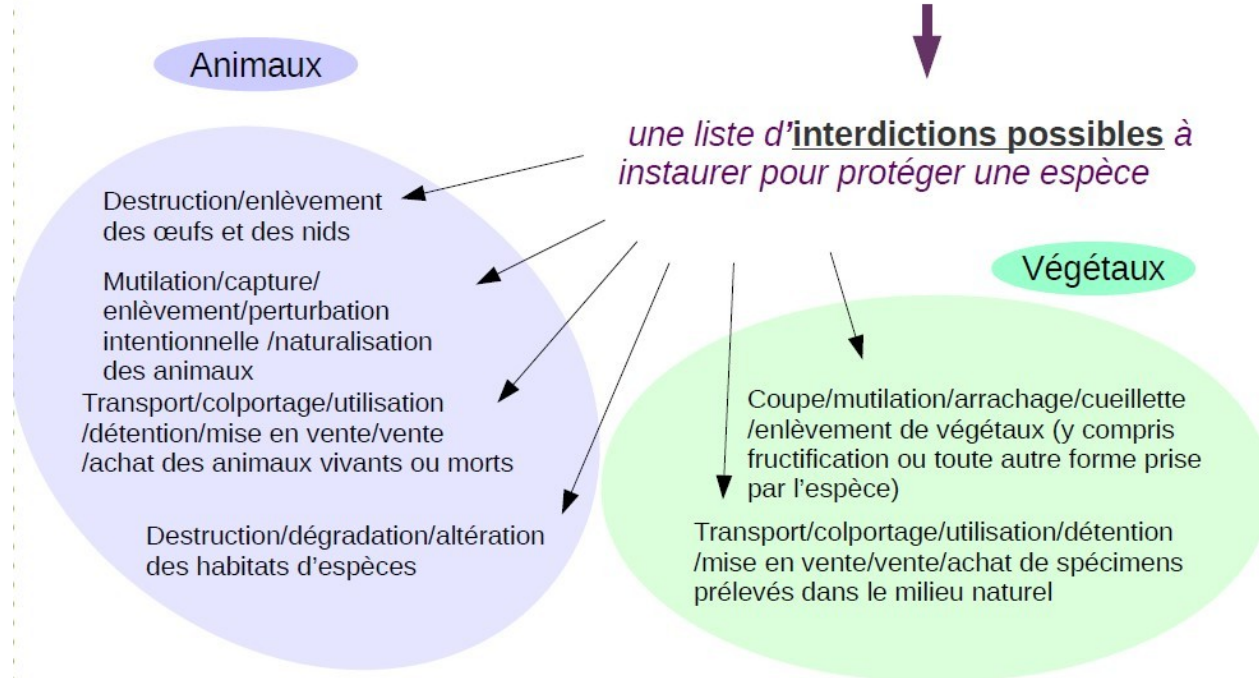 Animaux
une liste d'interdictions possibles à
instaurer pour protéger une espèce
Destruction/enlèvement
des œufs et des nids
Mutilation/capture/
enlèvement/perturbation
intentionnelle /naturalisation
des animaux
Transport/colportage/utilisation
/détention/mise en vente/vente
/achat des animaux vivants ou morts
Destruction/dégradation/altération
des habitats d’espèces
Végétaux
Coupe/mutilation/arrachage/cueillette
/enlèvement de végétaux (y compris
fructification ou toute autre forme prise
par l’espèce)
Transport/colportage/utilisation/détention
/mise en vente/vente/achat de spécimens
prélevés dans le milieu naturel